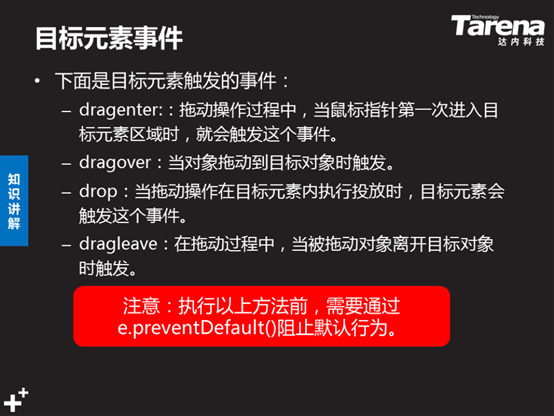 目标元素事件
Technology
Tarena
达内科技
• 下面是目标元素触发的事件：
– dragenter:：拖动操作过程中，当鼠标指针第一次进入目
标元素区域时，就会触发这个事件。
– dragover：当对象拖动到目标对象时触发。
– drop：当拖动操作在目标元素内执行投放时，目标元素会
触发这个事件。
– dragleave：在拖动过程中，当被拖动对象离开目标对象
时触发。
知识讲解
注意：执行以上方法前，需要通过
e.preventDefault()阻止默认行为。